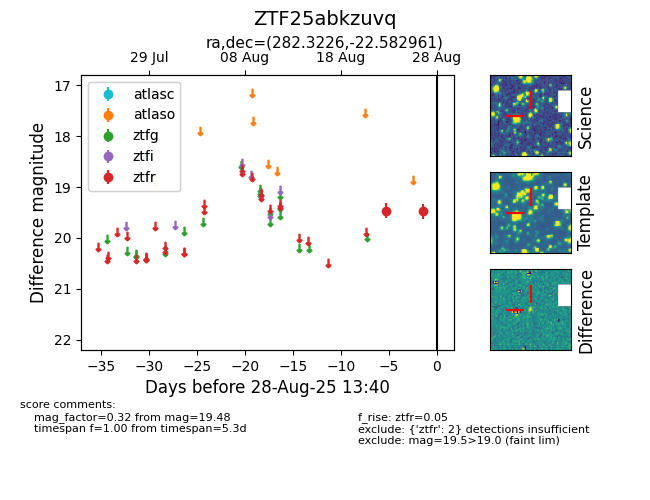 ZTF25abkzuvq
ra,dec=(282.3226,-22.582961)
29 Jul
08 Aug
18 Aug
28 Aug
17
18
19
20
21
22
Difference magnitude
atlasc
atlaso
ztfg
ztfi
ztfr
−35
−30
−25
−20
−15
−10
−5
0
Days before 28-Aug-25 13:40
Science
Template
Difference
score comments:
mag_factor=0.32 from mag=19.48
timespan f=1.00 from timespan=5.3d
f_rise: ztfr=0.05
exclude: {'ztfr': 2} detections insufficient
exclude: mag=19.5>19.0 (faint lim)